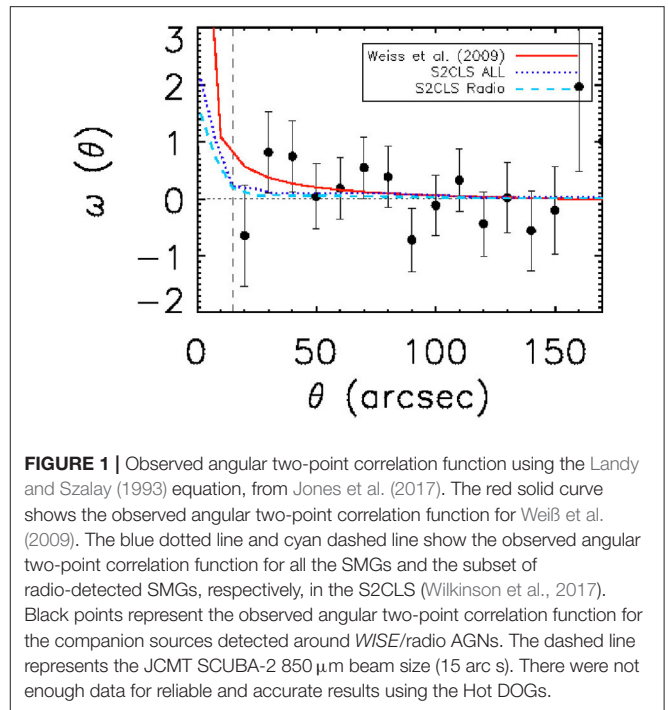 3
2
1
0
−1
−2
ω (θ)
Weiss et al. (2009)
S2CLS ALL
S2CLS Radio
0 50 100 150
θ (arcsec)
FIGURE 1 | Observed angular two-point correlation function using the Landy
and Szalay (1993) equation, from Jones et al. (2017). The red solid curve
shows the observed angular two-point correlation function for Weiß et al.
(2009). The blue dotted line and cyan dashed line show the observed angular
two-point correlation function for all the SMGs and the subset of
radio-detected SMGs, respectively, in the S2CLS (Wilkinson et al., 2017).
Black points represent the observed angular two-point correlation function for
the companion sources detected around WISE/radio AGNs. The dashed line
represents the JCMT SCUBA-2 850 μm beam size (15 arc s). There were not
enough data for reliable and accurate results using the Hot DOGs.